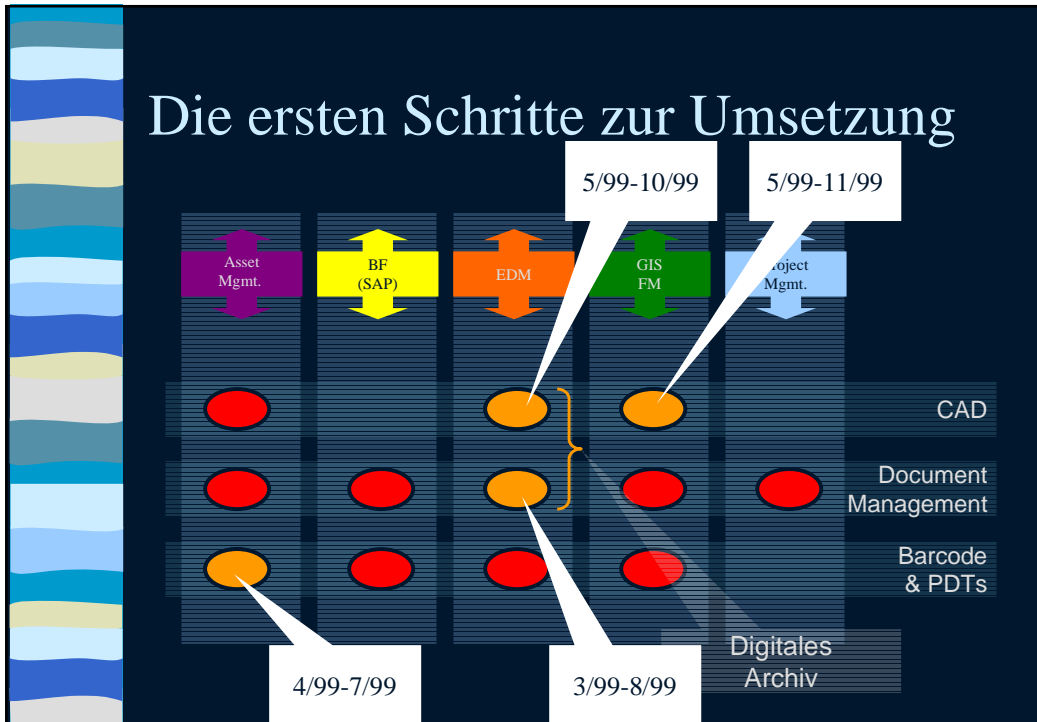 Die ersten Schritte zur Umsetzung
5/99-10/99
5/99-11/99
Asset
Mgmt.
BF
(SAP)
EDM
GIS
FM
roject
Mgmt.
CAD
Document
Management
Barcode
& PDTs
Digitales
Archiv
4/99-7/99
3/99-8/99